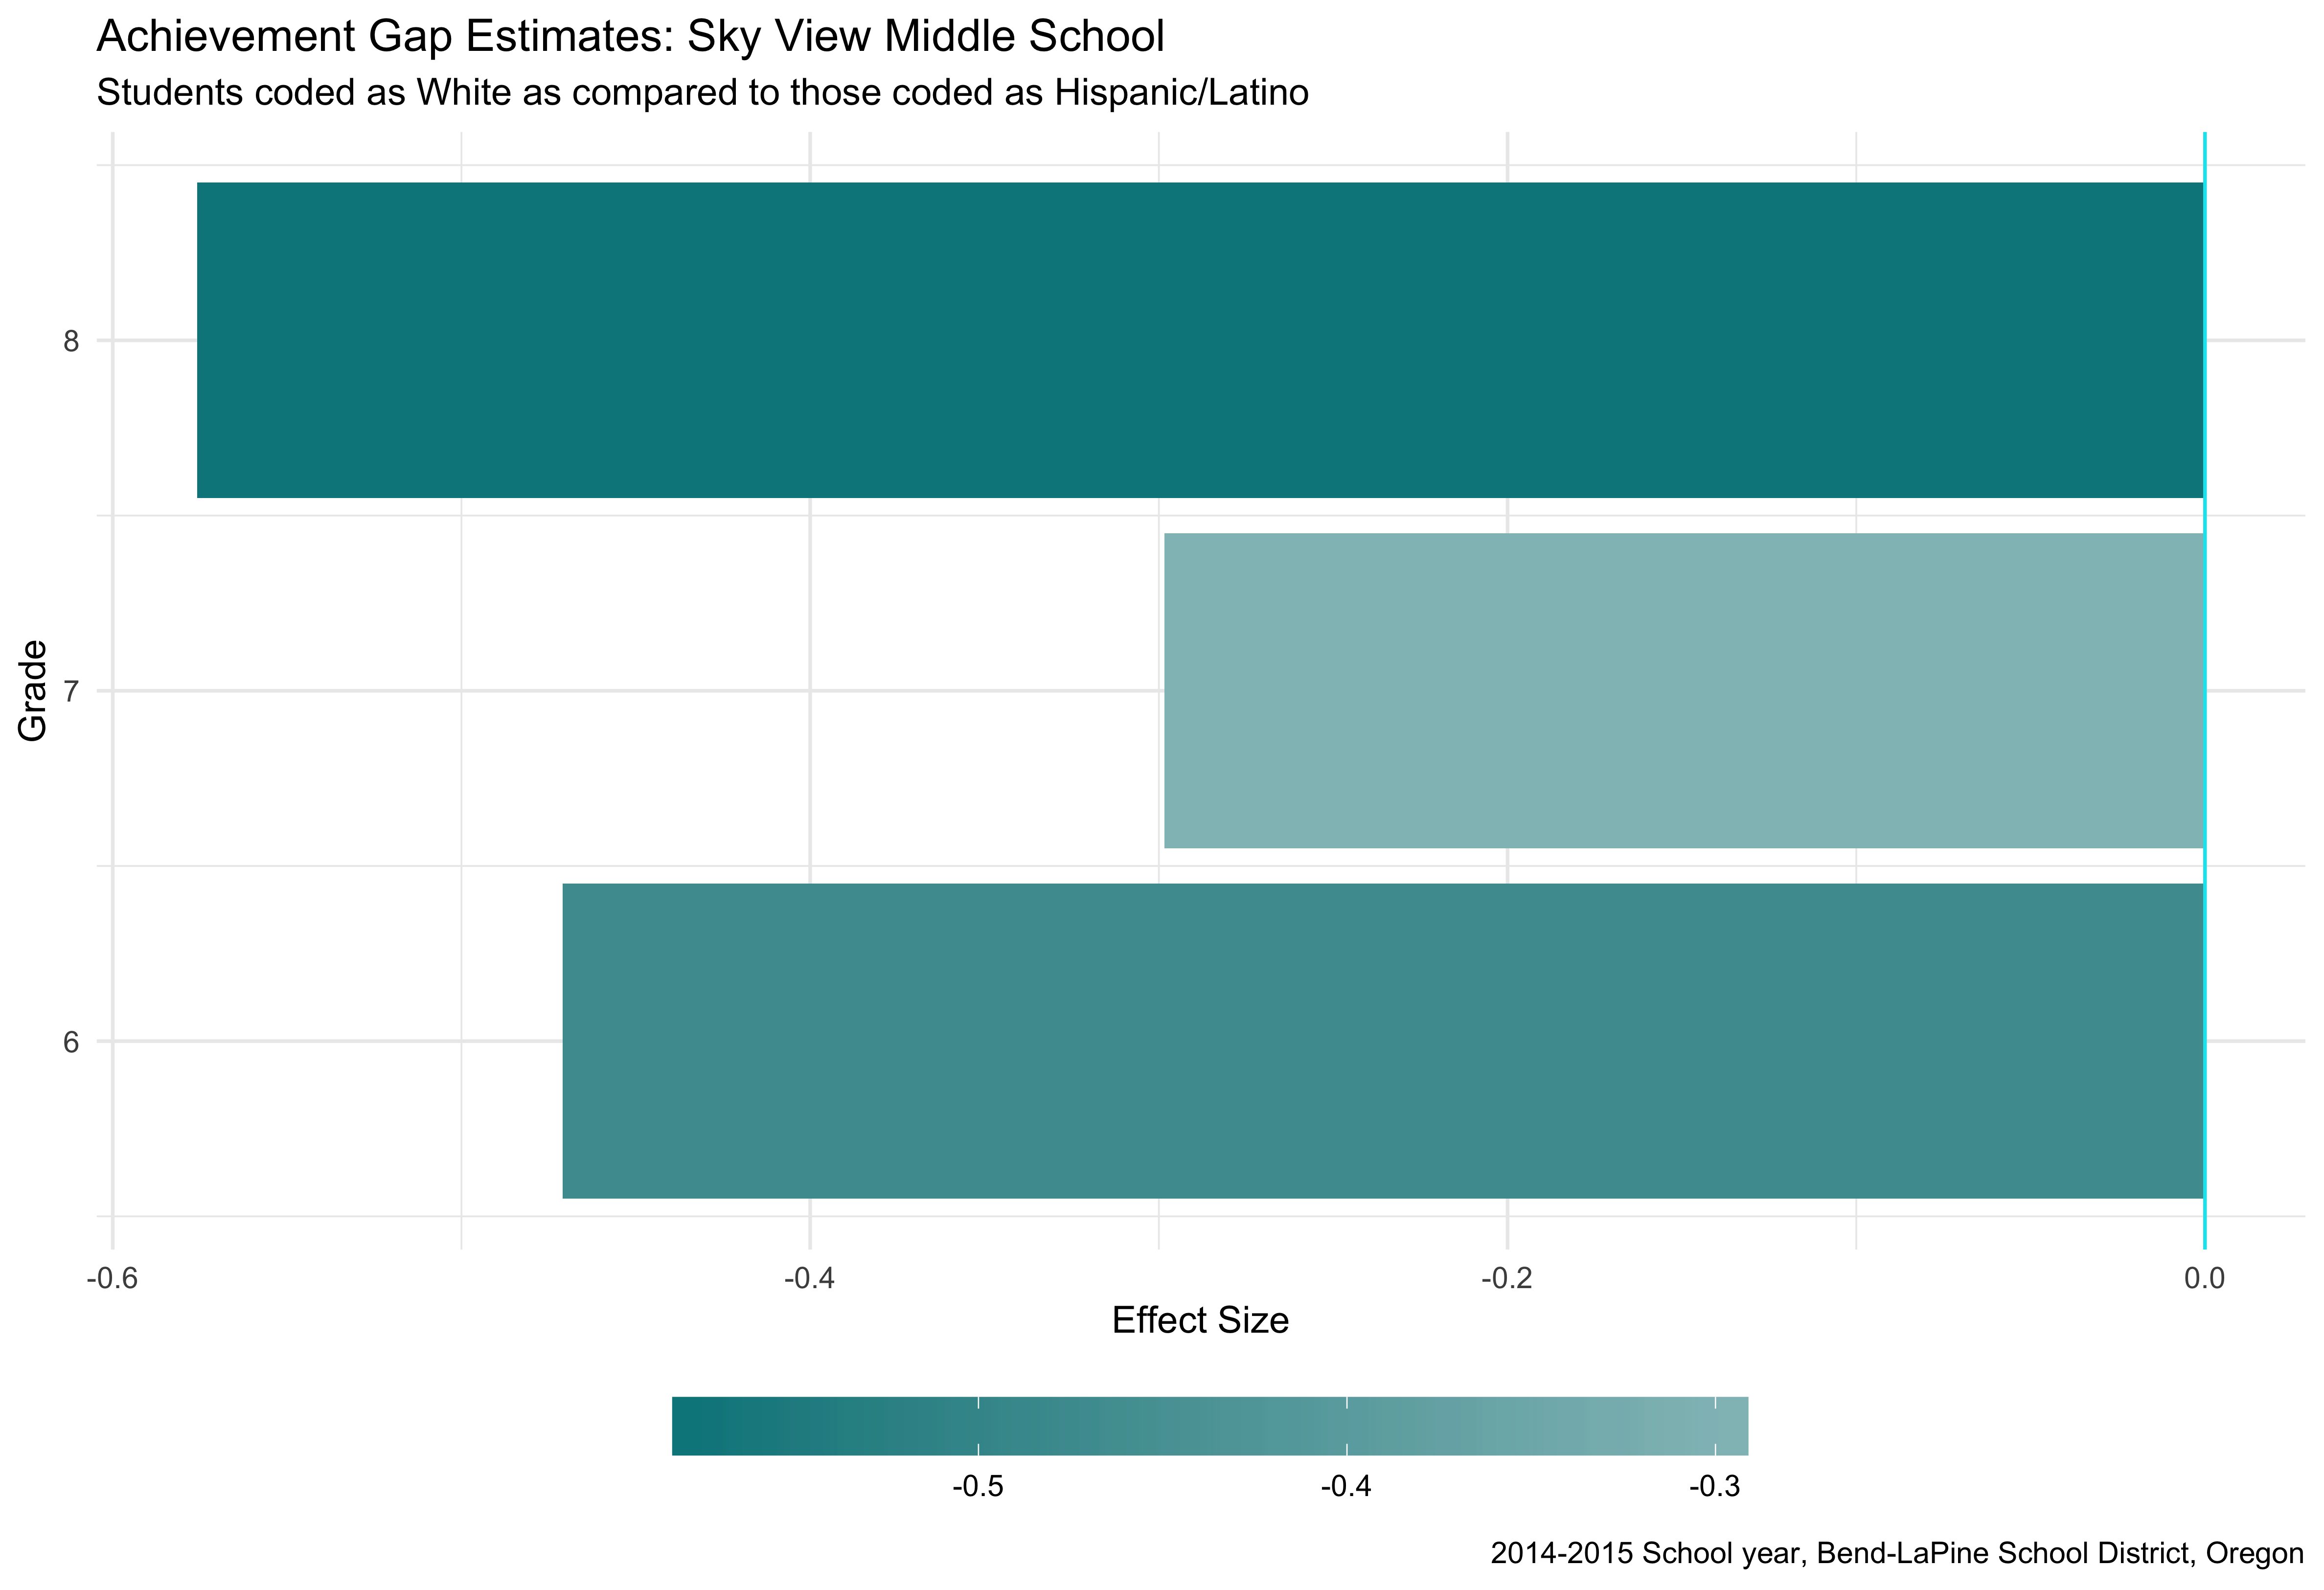 Achievement Gap Estimates: Sky View Middle School
Students coded as White as compared to those coded as Hispanic/Latino
Grade
8
7
6
-0.6 -0.4 -0.2 0.0
Effect Size
-0.5 -0.4 -0.3
2014-2015 School year, Bend-LaPine School District, Oregon